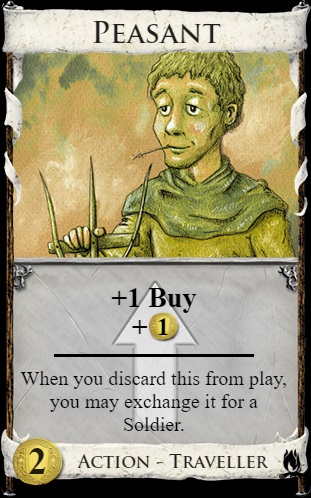 PEASANT
+1 Buy
+1
When you discard this from play,
you may exchange it for a
Soldier.
2 ACTION - TRAVELLER